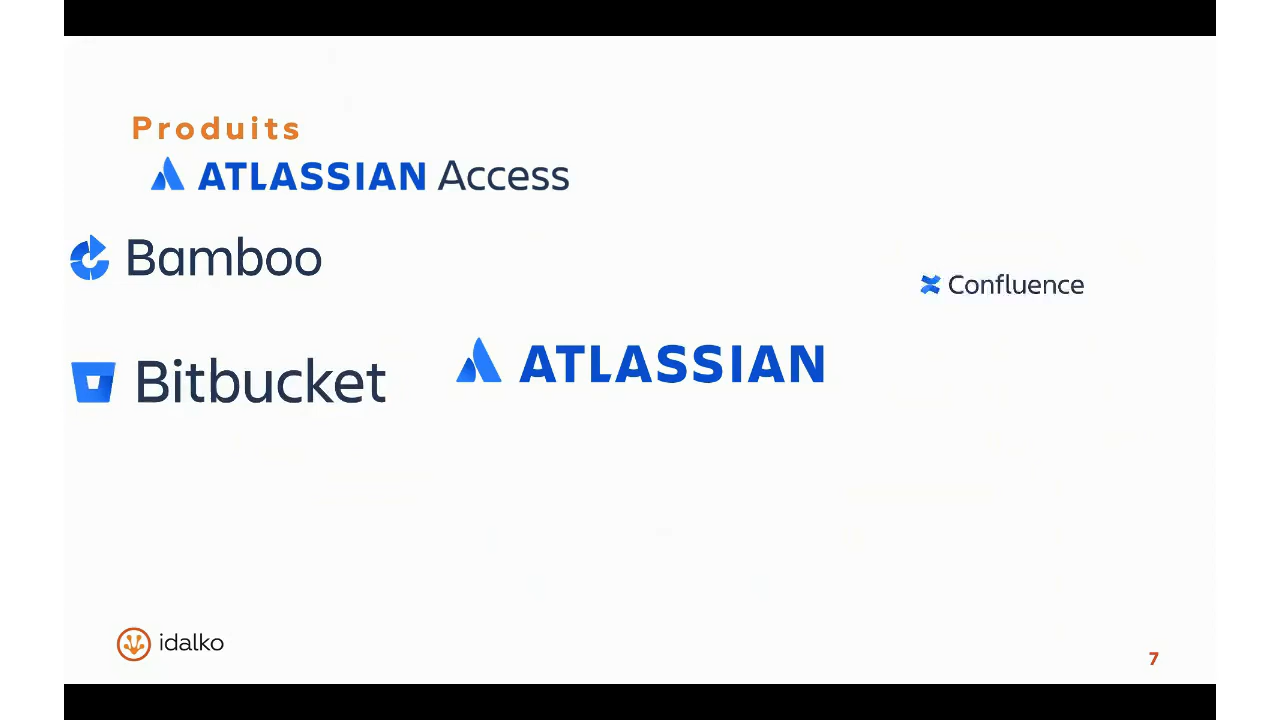 Produits
ATLASSIAN Access
Bamboo
Confluence
ATLASSIAN
Bitbucket
idalko
7